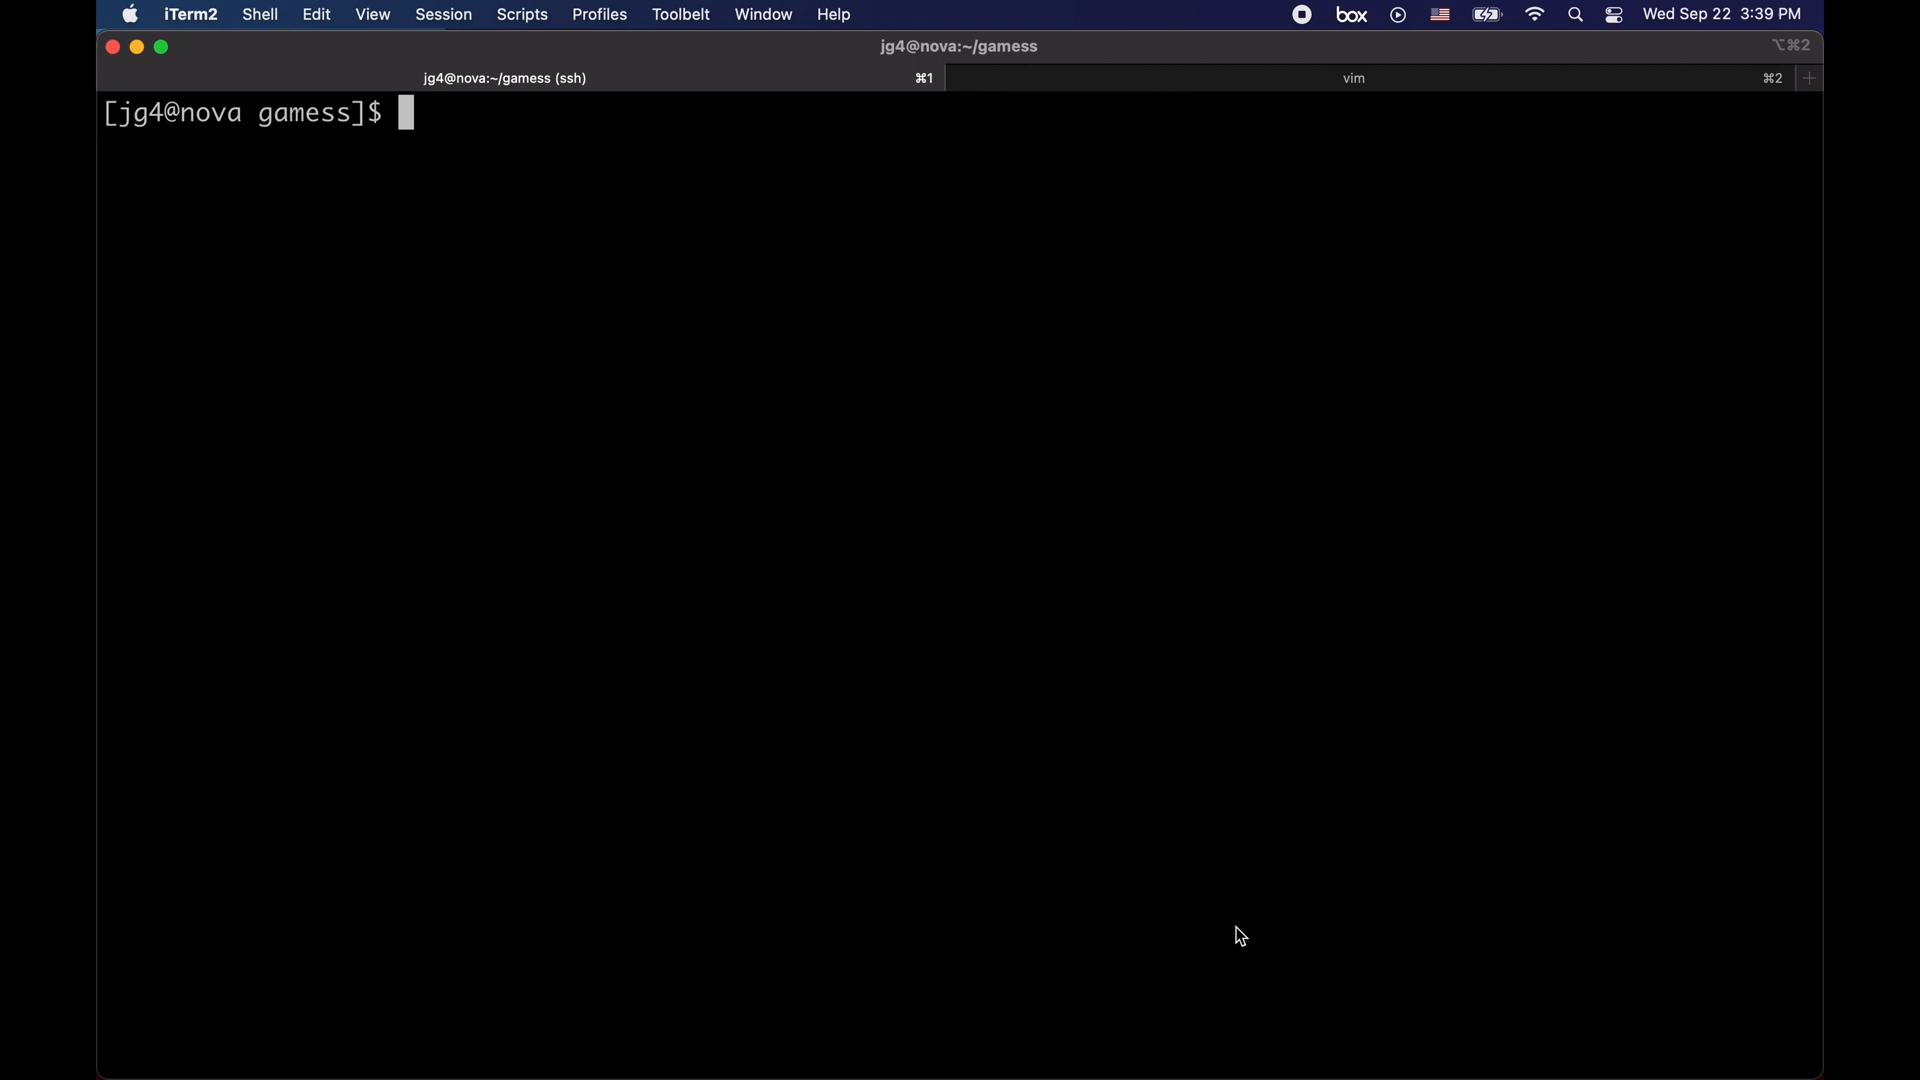 iTerm2 Shell Edit View Session Scripts Profiles Toolbelt Window Help box Wed Sep 22 3:39 PM
jg4@nova:~/gamess ⌥⌘2
jg4@nova:~/gamess (ssh) ⌘1 vim ⌘2 +
[jg4@nova gamess]$